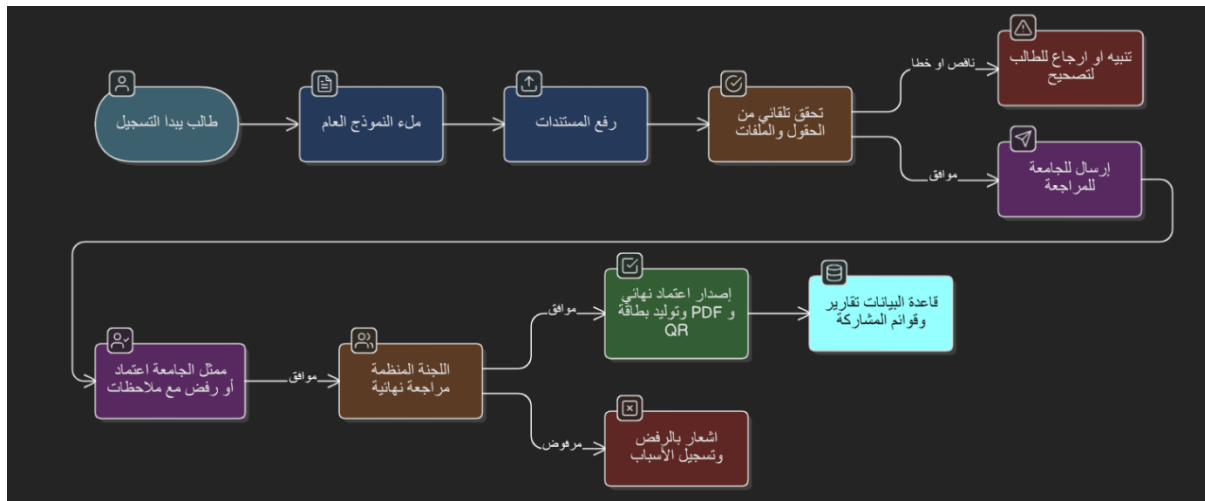 طالب يبدا التسجيل
ملء النموذج العام
رفع المستندات
تحقق تلقائي من
الحقول والملفات
ناقص او خطا
تنبيه او ارجاع للطالب
لتصحيح
موافق
إرسال للجامعة
للمراجعة
ممثل الجامعة اعتماد
أو رفض مع ملاحظات
موافق
اللجنة المنظمة
مراجعة نهائية
موافق
إصدار اعتماد نهائي
و PDF وتوليد بطاقة
QR
قاعدة البيانات تقارير
وقوائم المشاركة
مرفوض
اشعار بالرفض
وتسجيل الأسباب